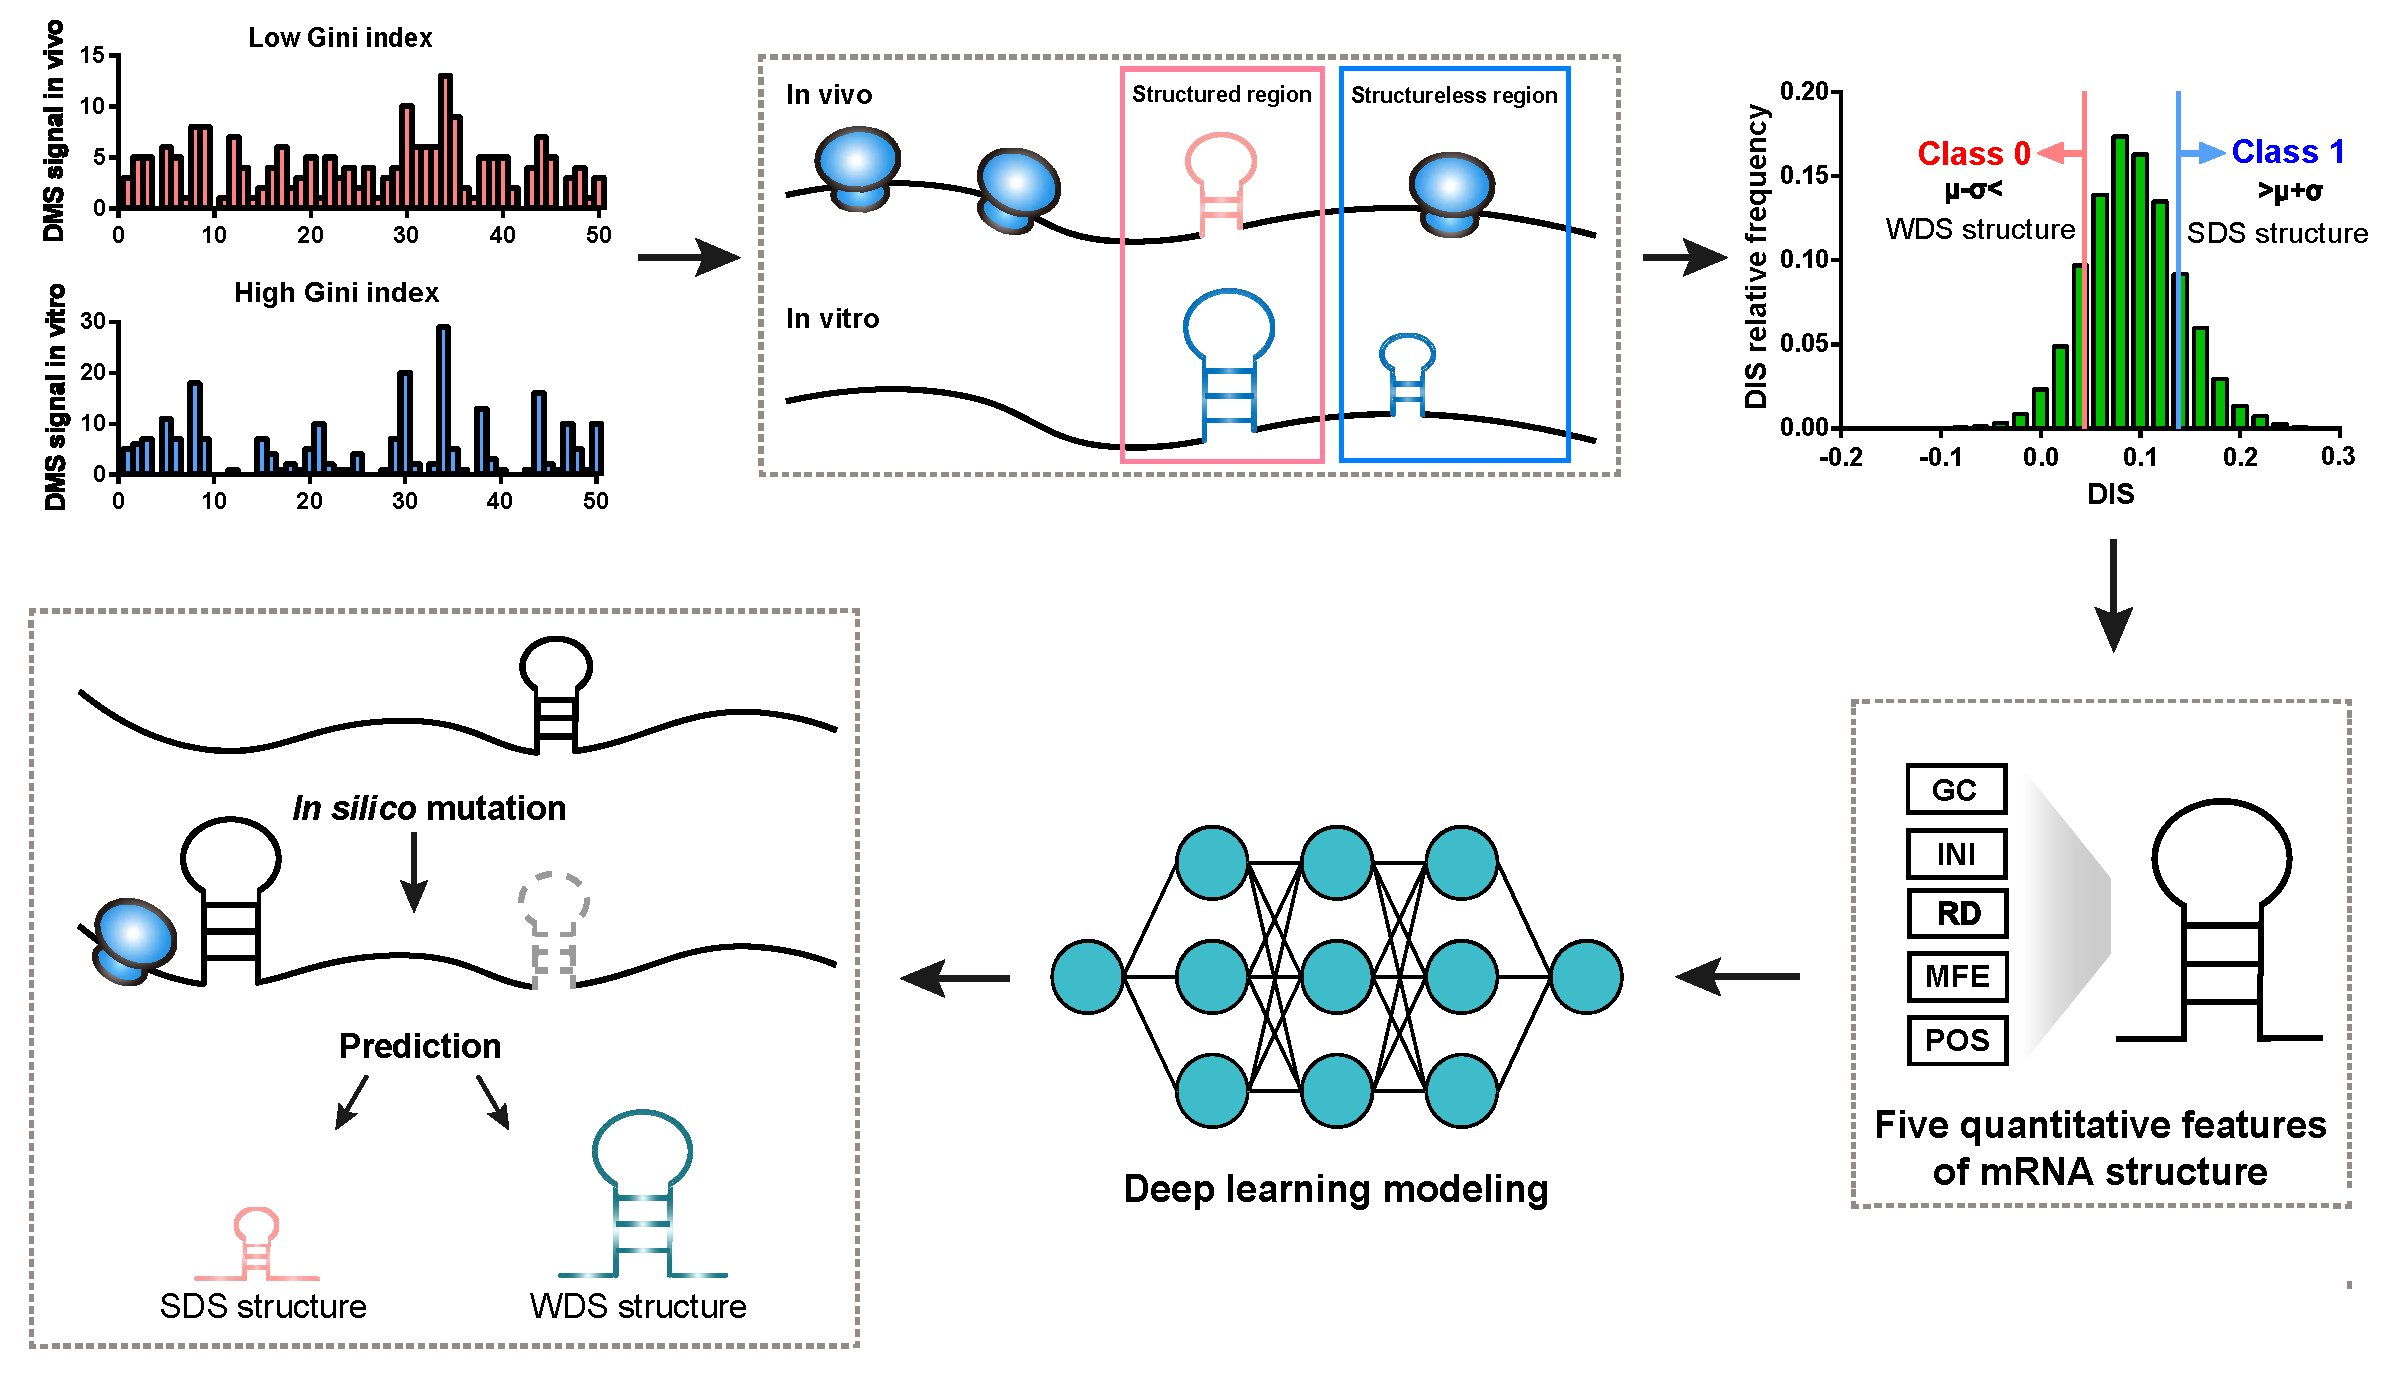 Low Gini index
DMS signal in vivo
15
10
5
0
0 10 20 30 40 50
High Gini index
DMS signal in vitro
30
20
10
0
0 10 20 30 40 50
In vivo
Structured region
Structureless region
In vitro
DIS relative frequency
0.20
0.15
0.10
0.05
0.00
-0.2 -0.1 0.0 0.1 0.2 0.3
DIS
Class 0
μ-σ<
WDS structure
Class 1
>μ+σ
SDS structure
GC
INI
RD
MFE
POS
Five quantitative features
of mRNA structure
Deep learning modeling
In silico mutation
Prediction
SDS structure
WDS structure